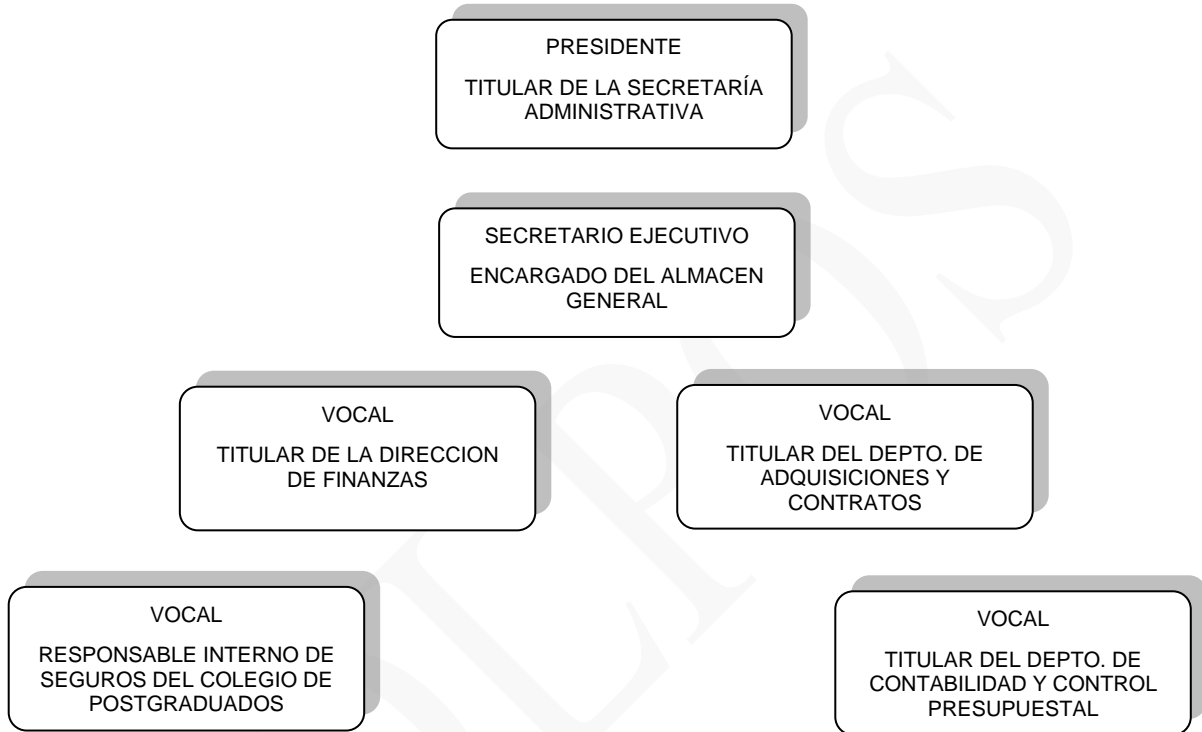 PRESIDENTE
TITULAR DE LA SECRETARÍA
ADMINISTRATIVA
SECRETARIO EJECUTIVO
ENCARGADO DEL ALMACEN
GENERAL
VOCAL
TITULAR DE LA DIRECCION
DE FINANZAS
VOCAL
TITULAR DEL DEPTO. DE
ADQUISICIONES Y
CONTRATOS
VOCAL
RESPONSABLE INTERNO DE
SEGUROS DEL COLEGIO DE
POSTGRADUADOS
VOCAL
TITULAR DEL DEPTO. DE
CONTABILIDAD Y CONTROL
PRESUPUESTAL